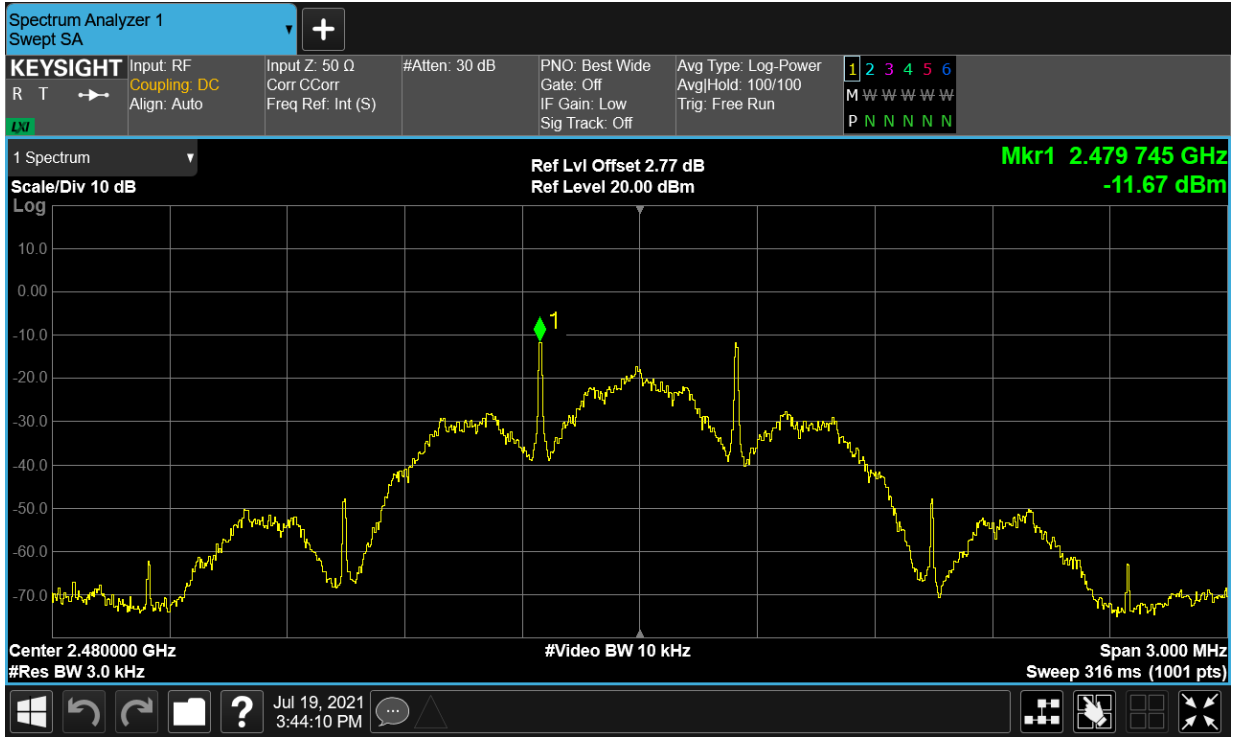 Spectrum Analyzer 1
Swept SA
+
KEYSIGHT
R T
LXI
Input: RF
Coupling: DC
Align: Auto
Input Z: 50 Ω
Corr CCorr
Freq Ref: Int (S)
#Atten: 30 dB
PNO: Best Wide
Gate: Off
IF Gain: Low
Sig Track: Off
Avg Type: Log-Power
Avg|Hold: 100/100
Trig: Free Run
1 2 3 4 5 6
M W W W W W
P N N N N N
1 Spectrum
Scale/Div 10 dB
Log
Ref Lvl Offset 2.77 dB
Ref Level 20.00 dBm
Mkr1 2.479 745 GHz
-11.67 dBm
10.0
0.00
-10.0
-20.0
-30.0
-40.0
-50.0
-60.0
-70.0
1
Center 2.480000 GHz
#Res BW 3.0 kHz
#Video BW 10 kHz
Span 3.000 MHz
Sweep 316 ms (1001 pts)
?
Jul 19, 2021
3:44:10 PM